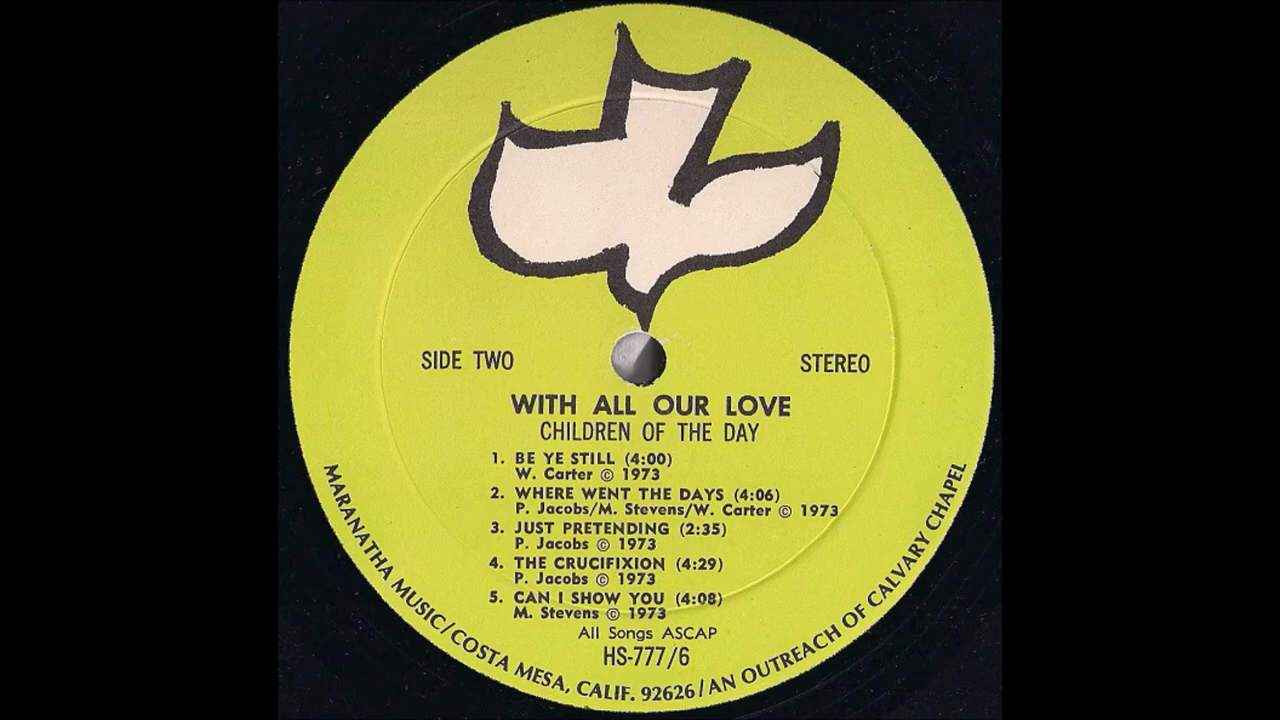 SIDE TWO
STEREO
WITH ALL OUR LOVE
CHILDREN OF THE DAY
1. BE YE STILL (4:00)
W. Carter © 1973
2. WHERE WENT THE DAYS (4:06)
P. Jacobs/M. Stevens/W. Carter © 1973
3. JUST PRETENDING (2:35)
P. Jacobs © 1973
4. THE CRUCIFIXION (4:29)
P. Jacobs © 1973
5. CAN I SHOW YOU (4:08)
M. Stevens © 1973
All Songs ASCAP
HS-777/6
MARANATHA MUSIC/COSTA MESA, CALIF. 92626/AN OUTREACH OF CALVARY CHAPEL